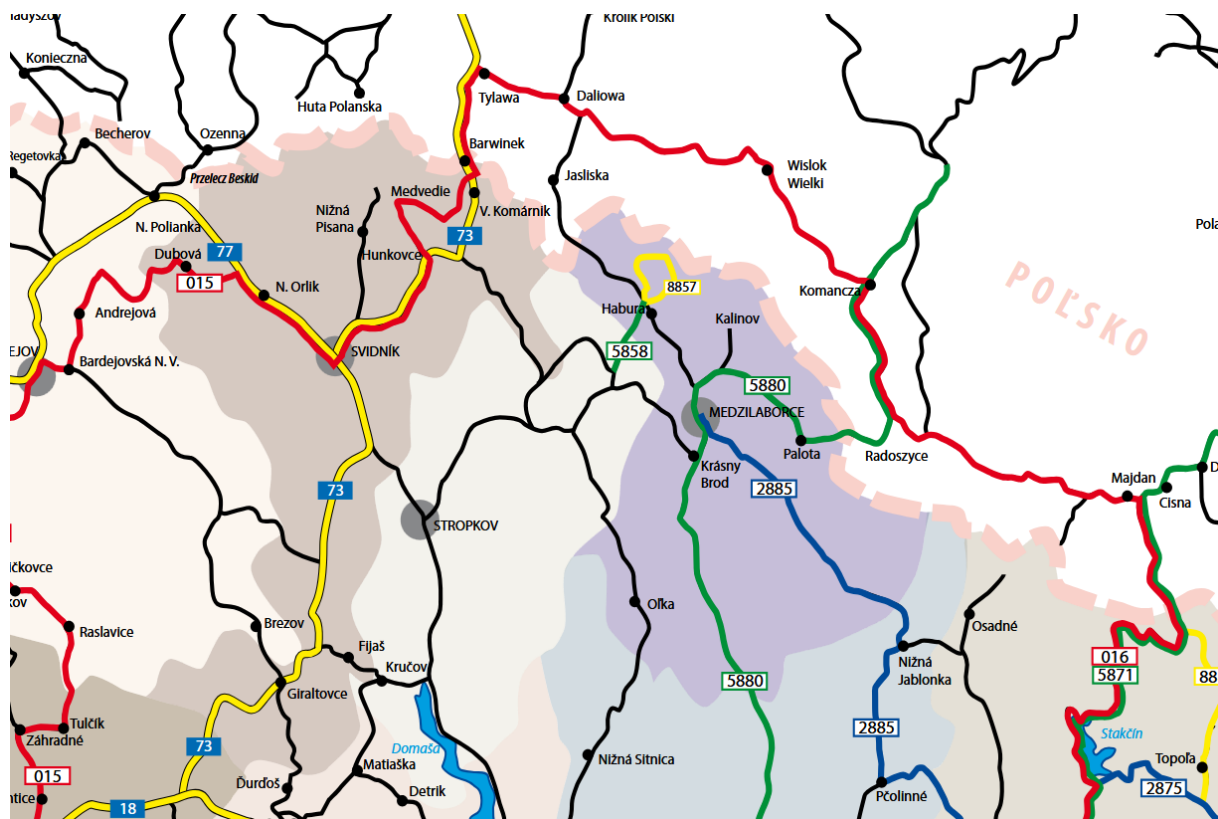 Krolik Polski
Konieczna
Huta Polanska
Tylawa
Daliowa
Becherov
Ozenna
Regetovka
Barwinek
Przelecz Beskid
Jasliska
Wislok
Wielki
Medvedie
V. Komárnik
Nižná
Pisana
N. Polianka
77
73
Hunkovce
Dubová
015
N. Orlik
8857
Komancza
POĽSKO
Andrejová
Habura
Kalinov
SVIDNÍK
5858
Bardejovská N. V.
5880
MEDZILABORCE
Palota
Radoszyce
Krásny
Brod
2885
73
Majdan
Cisna
STROPKOV
Raslavice
Brezov
Oľka
Osadné
Fijaš
Kručov
Nižná
Jablonka
016
5871
5880
Giraltovce
Tulčík
Záhradné
73
Domaša
2885
Stakčín
015
Matiaška
Nižná Sitnica
Topoľa
Ďurďoš
Detrik
Pčolinné
2875
18